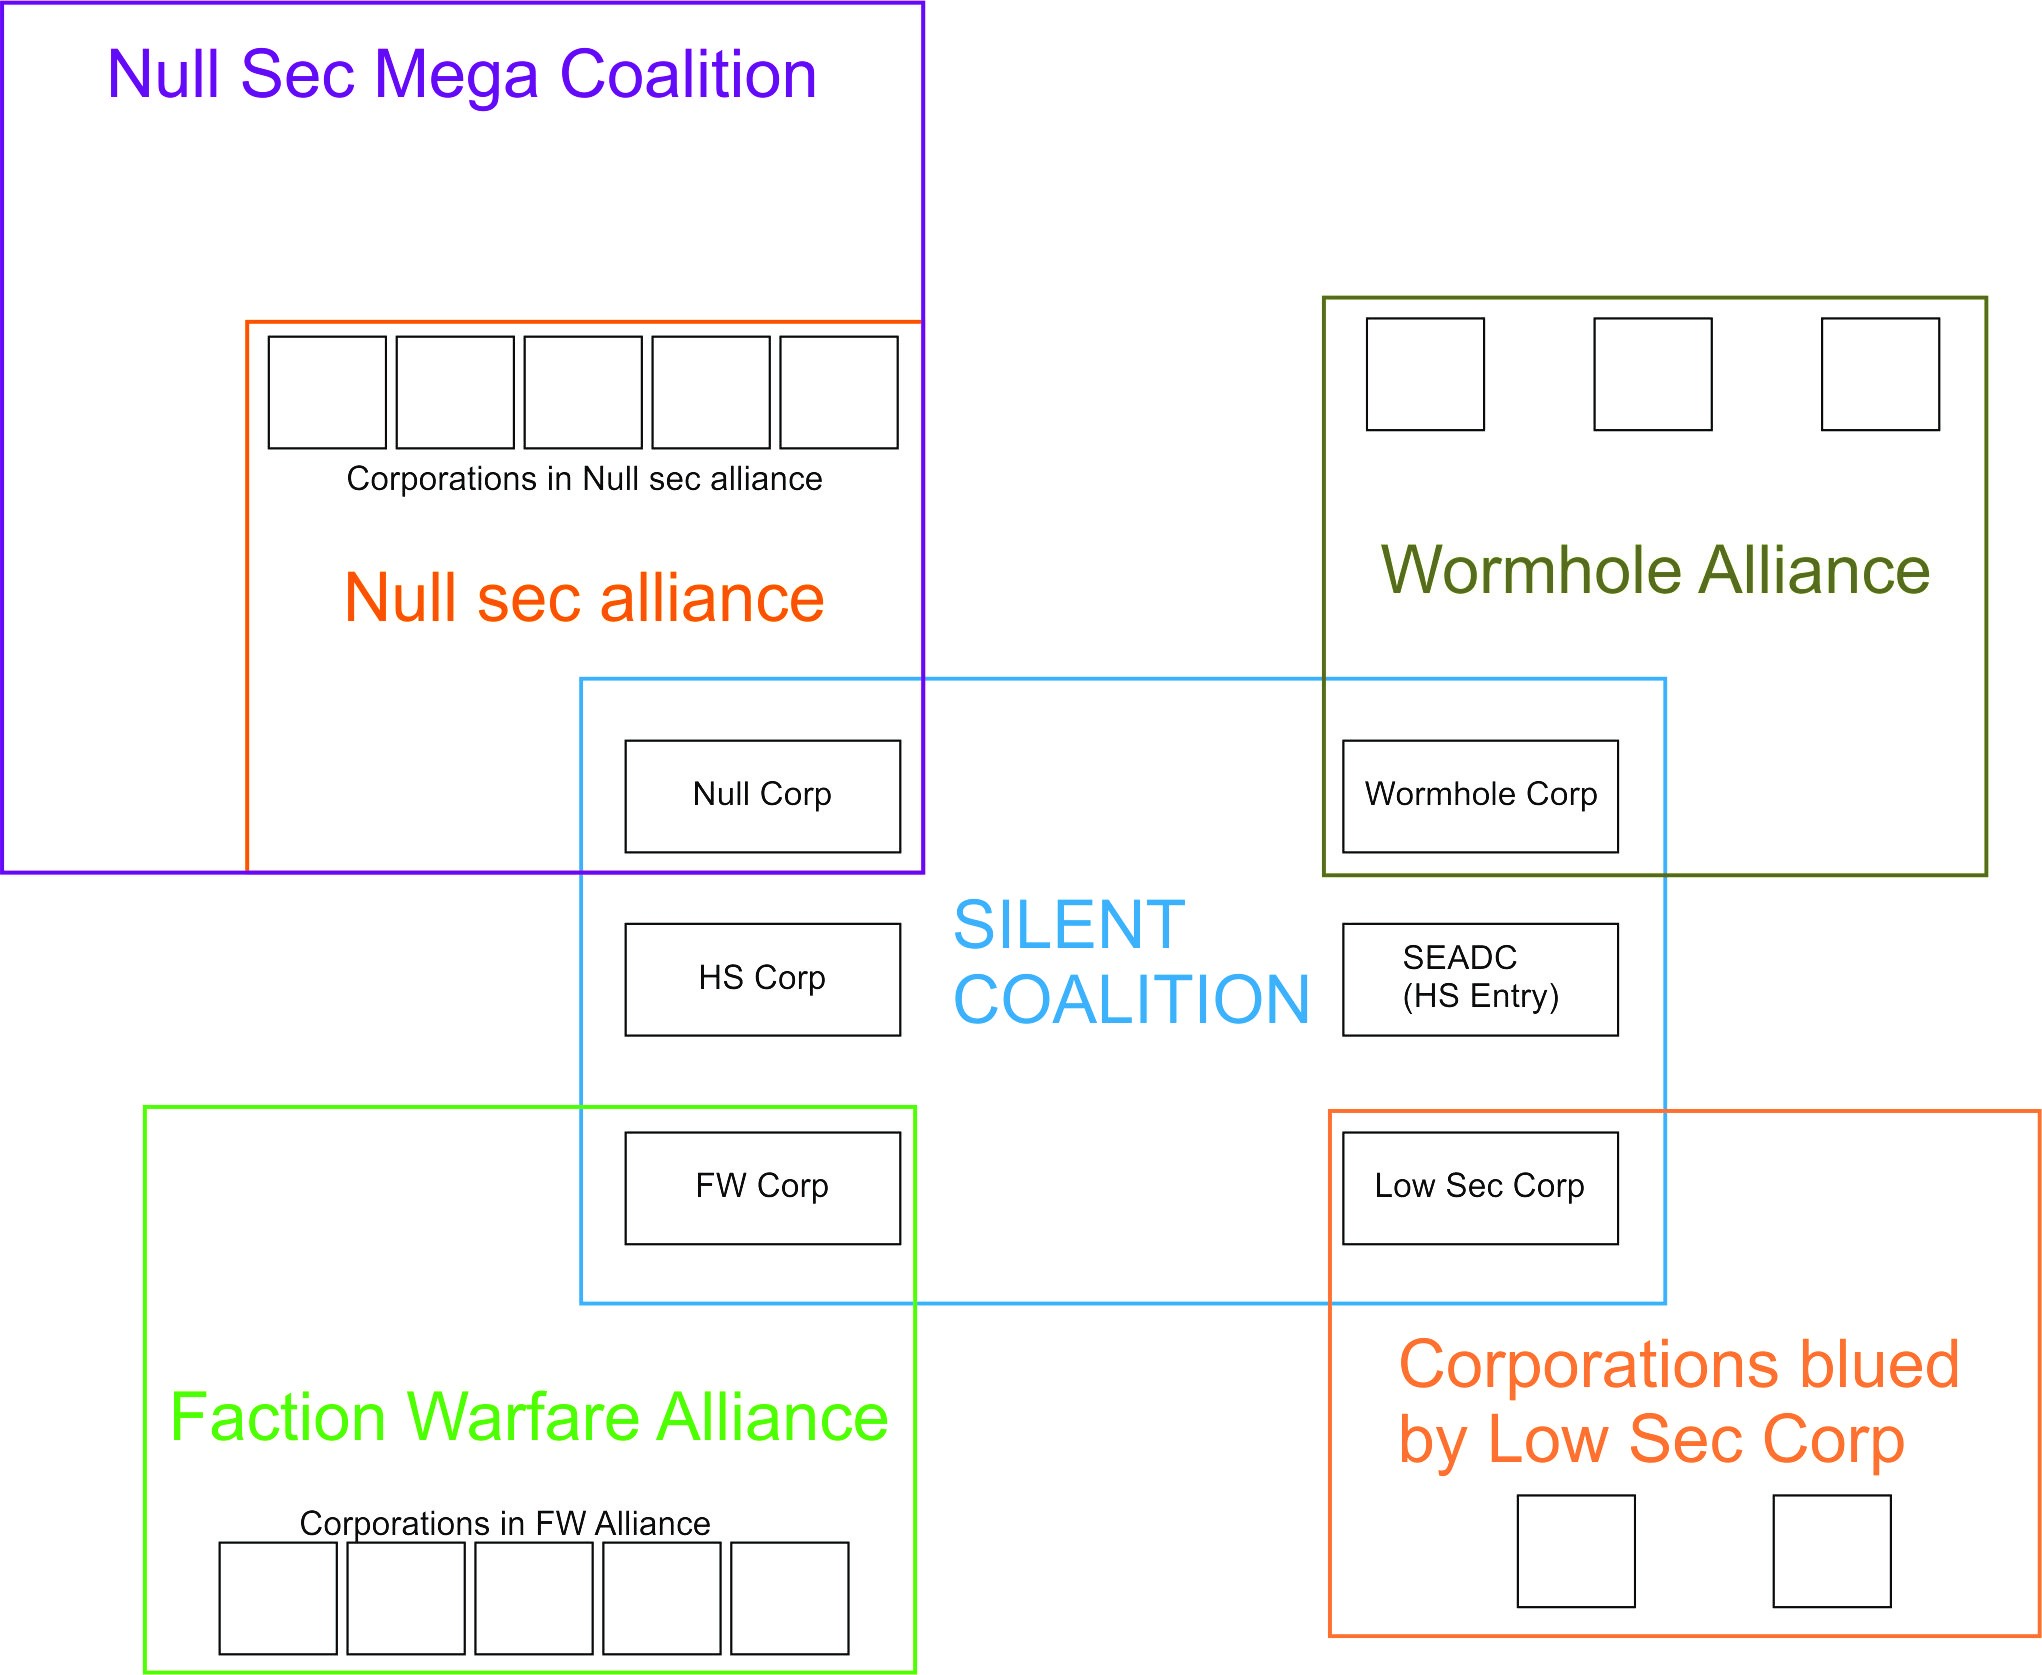 Null Sec Mega Coalition
Corporations in Null sec alliance
Null sec alliance
Wormhole Alliance
Null Corp
Wormhole Corp
HS Corp
SILENT
COALITION
SEADC
(HS Entry)
FW Corp
Low Sec Corp
Faction Warfare Alliance
Corporations in FW Alliance
Corporations blued
by Low Sec Corp